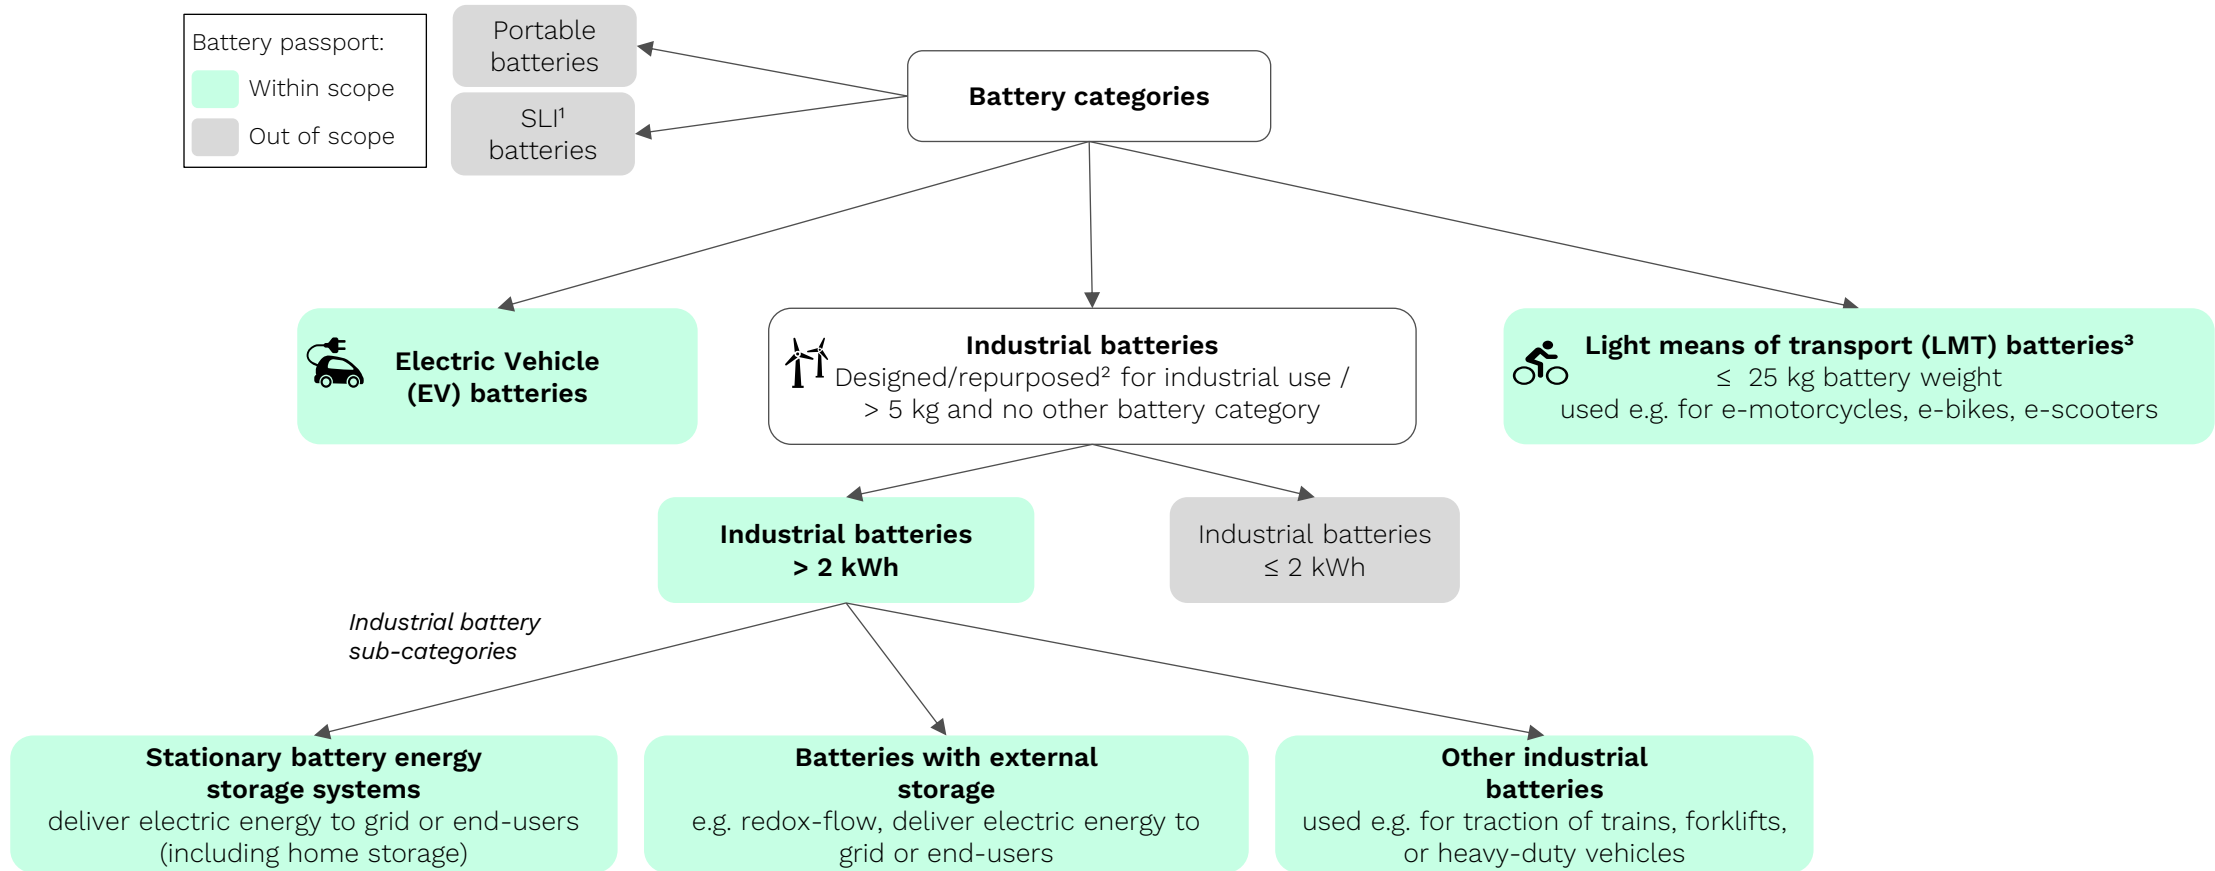 Battery passport:
Within scope
Out of scope
Portable
batteries
SLI¹
batteries
Battery categories
Electric Vehicle
(EV) batteries
Industrial batteries
Designed/repurposed² for industrial use /
> 5 kg and no other battery category
Light means of transport (LMT) batteries³
≤ 25 kg battery weight
used e.g. for e-motorcycles, e-bikes, e-scooters
Industrial batteries
> 2 kWh
Industrial batteries
≤ 2 kWh
Industrial battery
sub-categories
Stationary battery energy
storage systems
deliver electric energy to grid or end-users
(including home storage)
Batteries with external
storage
e.g. redox-flow, deliver electric energy to
grid or end-users
Other industrial
batteries
used e.g. for traction of trains, forklifts,
or heavy-duty vehicles